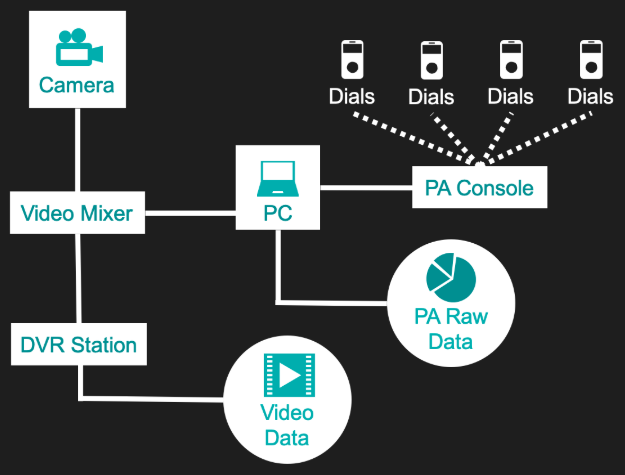 Camera
Dials
Dials
Dials
Dials
Video Mixer
PC
PA Console
DVR Station
PA Raw
Data
Video
Data